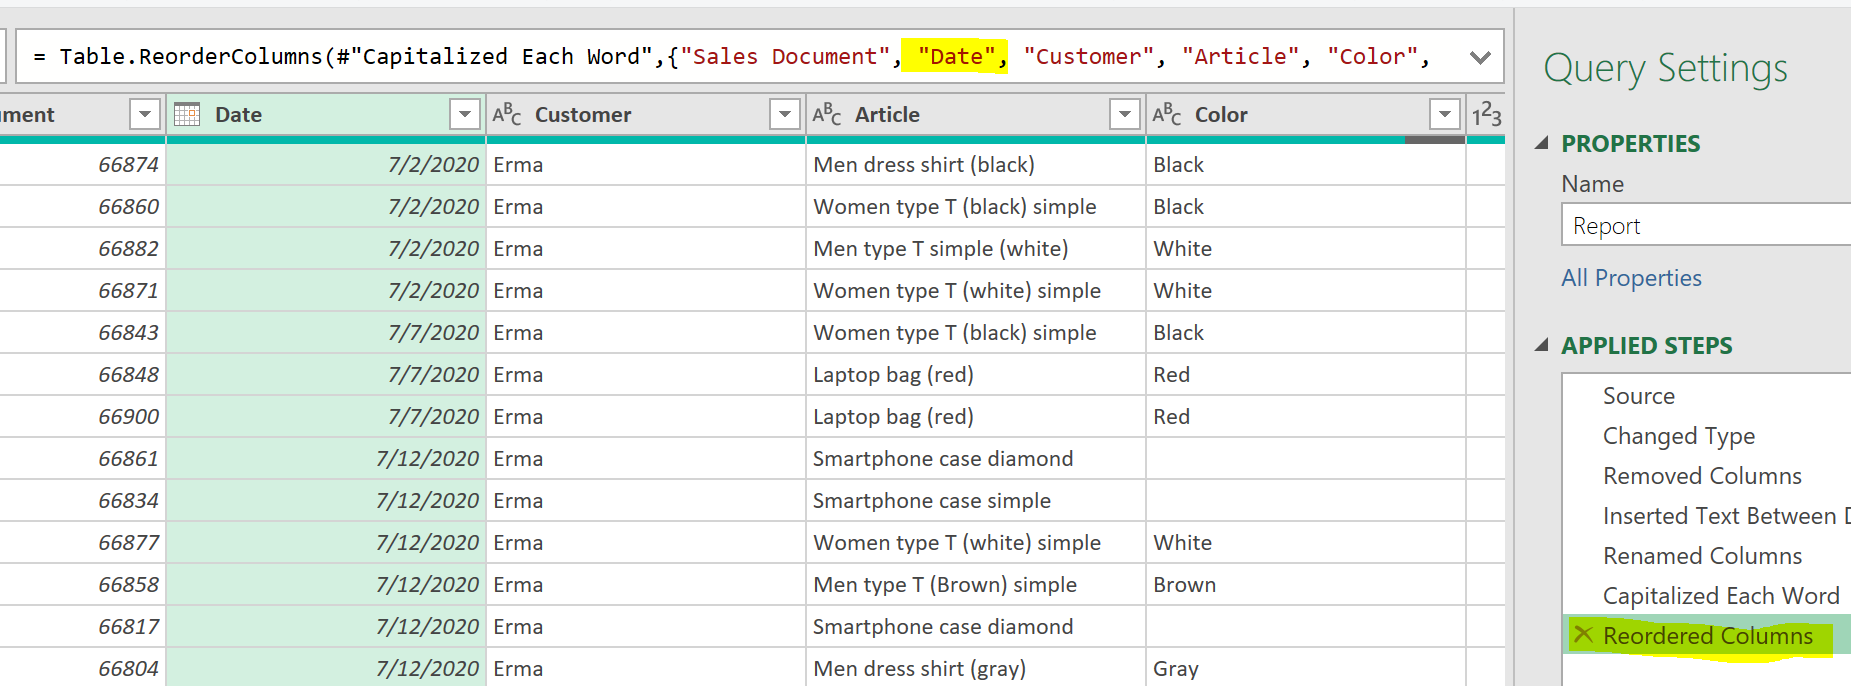 = Table.ReorderColumns(#"Capitalized Each Word",{"Sales Document", "Date", "Customer", "Article", "Color",
ument Date ABC Customer ABC Article ABC Color 123
66874 7/2/2020 Erma Men dress shirt (black) Black
66860 7/2/2020 Erma Women type T (black) simple Black
66882 7/2/2020 Erma Men type T simple (white) White
66871 7/2/2020 Erma Women type T (white) simple White
66843 7/7/2020 Erma Women type T (black) simple Black
66848 7/7/2020 Erma Laptop bag (red) Red
66900 7/7/2020 Erma Laptop bag (red) Red
66861 7/12/2020 Erma Smartphone case diamond
66834 7/12/2020 Erma Smartphone case simple
66877 7/12/2020 Erma Women type T (white) simple White
66858 7/12/2020 Erma Men type T (Brown) simple Brown
66817 7/12/2020 Erma Smartphone case diamond
66804 7/12/2020 Erma Men dress shirt (gray) Gray
Query Settings
PROPERTIES
Name
Report
All Properties
APPLIED STEPS
Source
Changed Type
Removed Columns
Inserted Text Between D
Renamed Columns
Capitalized Each Word
Reordered Columns